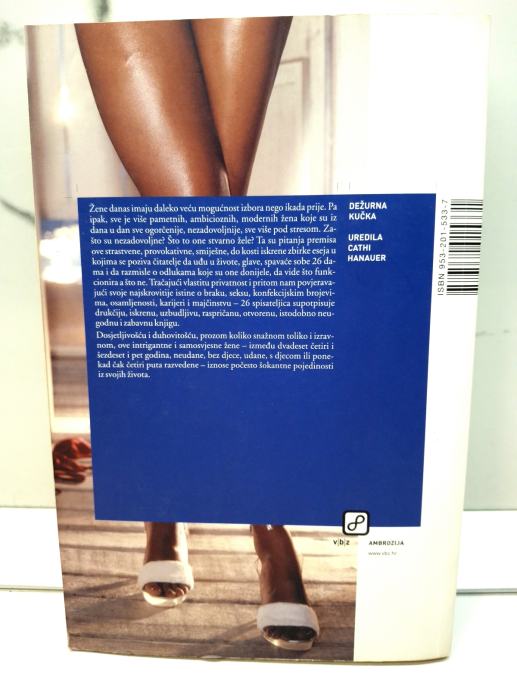 Žene danas imaju daleko veću mogućnost izbora nego ikada prije. Pa
ipak, sve je više pametnih, ambicioznih, modernih žena koje su iz
dana u dan sve ogorčenije, nezadovoljnije, sve više pod stresom. Za-
što su nezadovoljne? Što to one stvarno žele? Ta su pitanja premisa
ove strastvene, provokativne, smiješne, do kosti iskrene zbirke eseja u
kojima se poziva čitatelje da uđu u živote, glave, spavaće sobe 26 da-
ma i da razmisle o odlukama koje su one donijele, da vide što funk-
cionira a što ne. Tračajući vlastitu privatnost i pritom nam povjerava-
jući svoje najskrovitije istine o braku, seksu, konfekcijskim brojevi-
ma, osamljenosti, karijeri i majčinstvu – 26 spisateljica supotpisuje
drukčiju, iskrenu, uzbudljivu, raspričanu, otvorenu, istodobno neu-
godnu i zabavnu knjigu.
Dosjetljivošću i duhovitošću, prozom koliko snažnom toliko i izrav-
nom, ove intrigantne i samosvjesne žene – između dvadeset četiri i
šezdeset i pet godina, neudane, bez djece, udane, s djecom ili pone-
kad čak četiri puta razvedene – iznose počesto šokantne pojedinosti
iz svojih života.
DEŽURNA
KUČKA
UREDILA
CATHI
HANAUER
ISBN 953-201-533-7
v|b|z
AMBROZIJA
www.vbz.hr